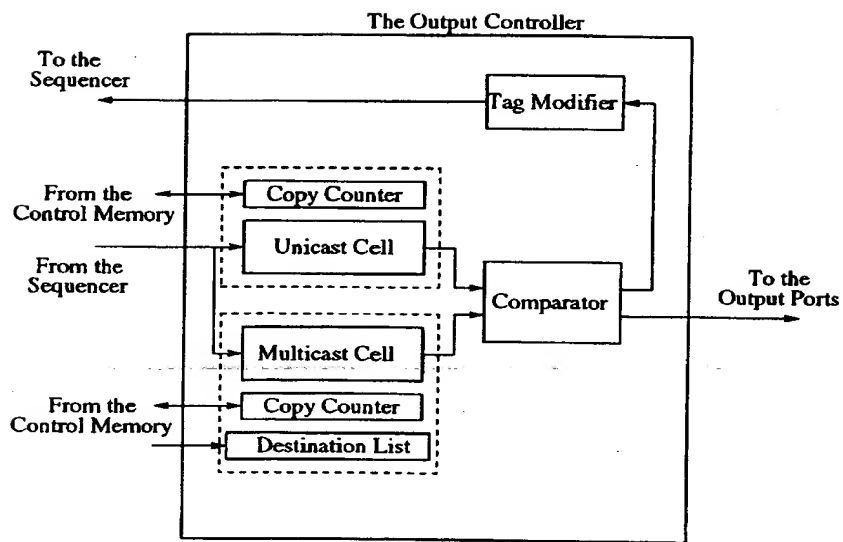 The Output Controller
To the
Sequencer
Tag Modifier
From the
Control Memory
Copy Counter
Unicast Cell
From the
Sequencer
Comparator
To the
Output Ports
Multicast Cell
From the
Control Memory
Copy Counter
Destination List